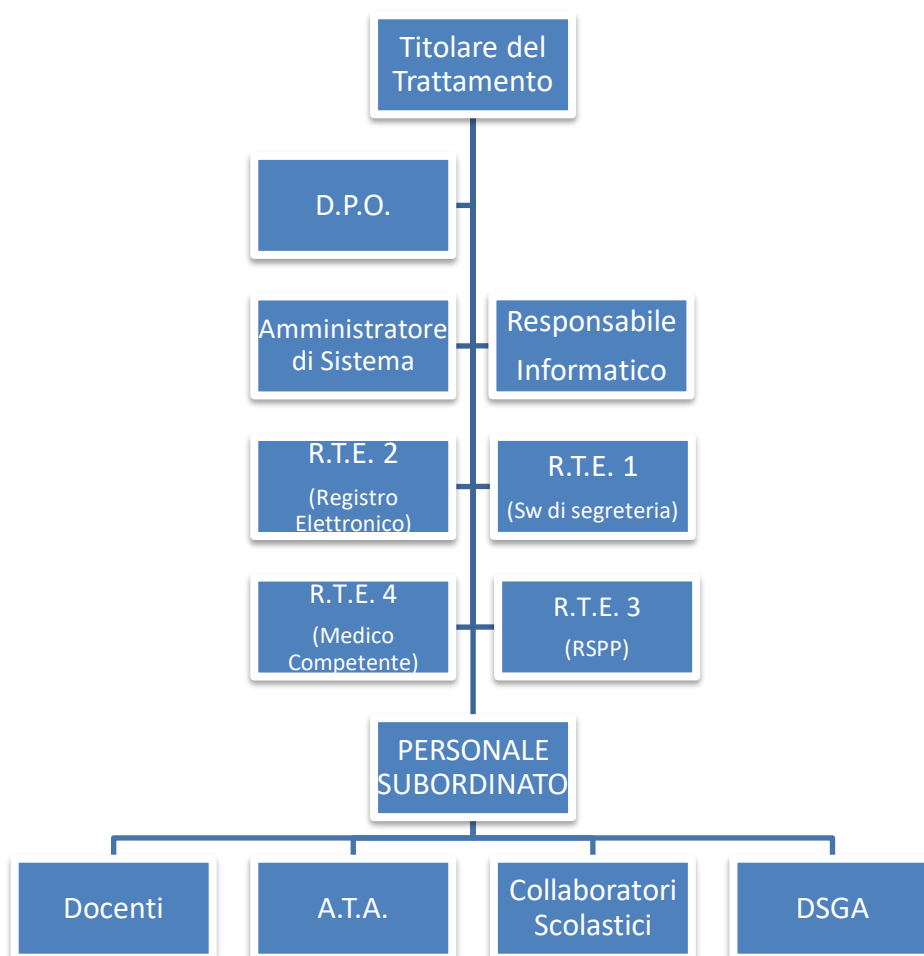 Titolare del
Trattamento
D.P.O.
Amministratore
di Sistema
Responsabile
Informatico
R.T.E. 2
(Registro
Elettronico)
R.T.E. 1
(Sw di segreteria)
R.T.E. 4
(Medico
Competente)
R.T.E. 3
(RSPP)
PERSONALE
SUBORDINATO
Docenti
A.T.A.
Collaboratori
Scolastici
DSGA